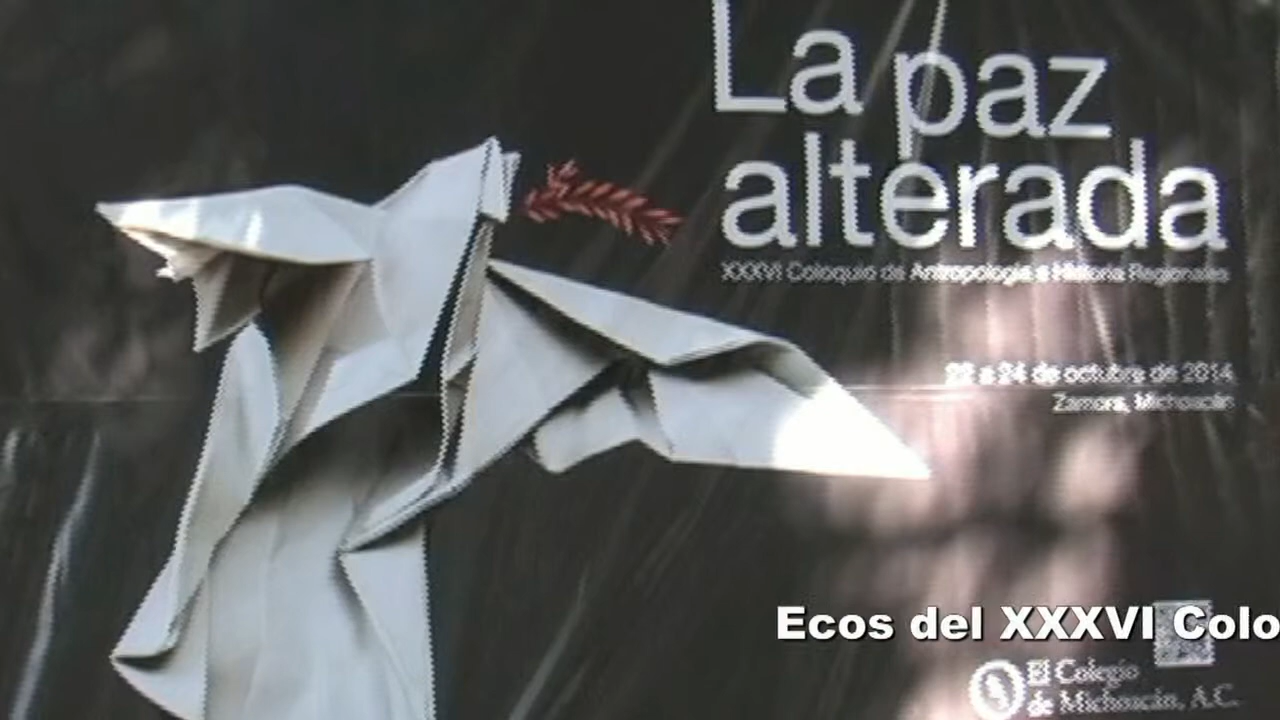 La paz
alterada
XXXVI Coloquio de Antropología e Historia Regionales
22 a 24 de octubre de 2014
Zamora, Michoacán
Ecos del XXXVI Colo
El Colegio
de Michoacán, A.C.